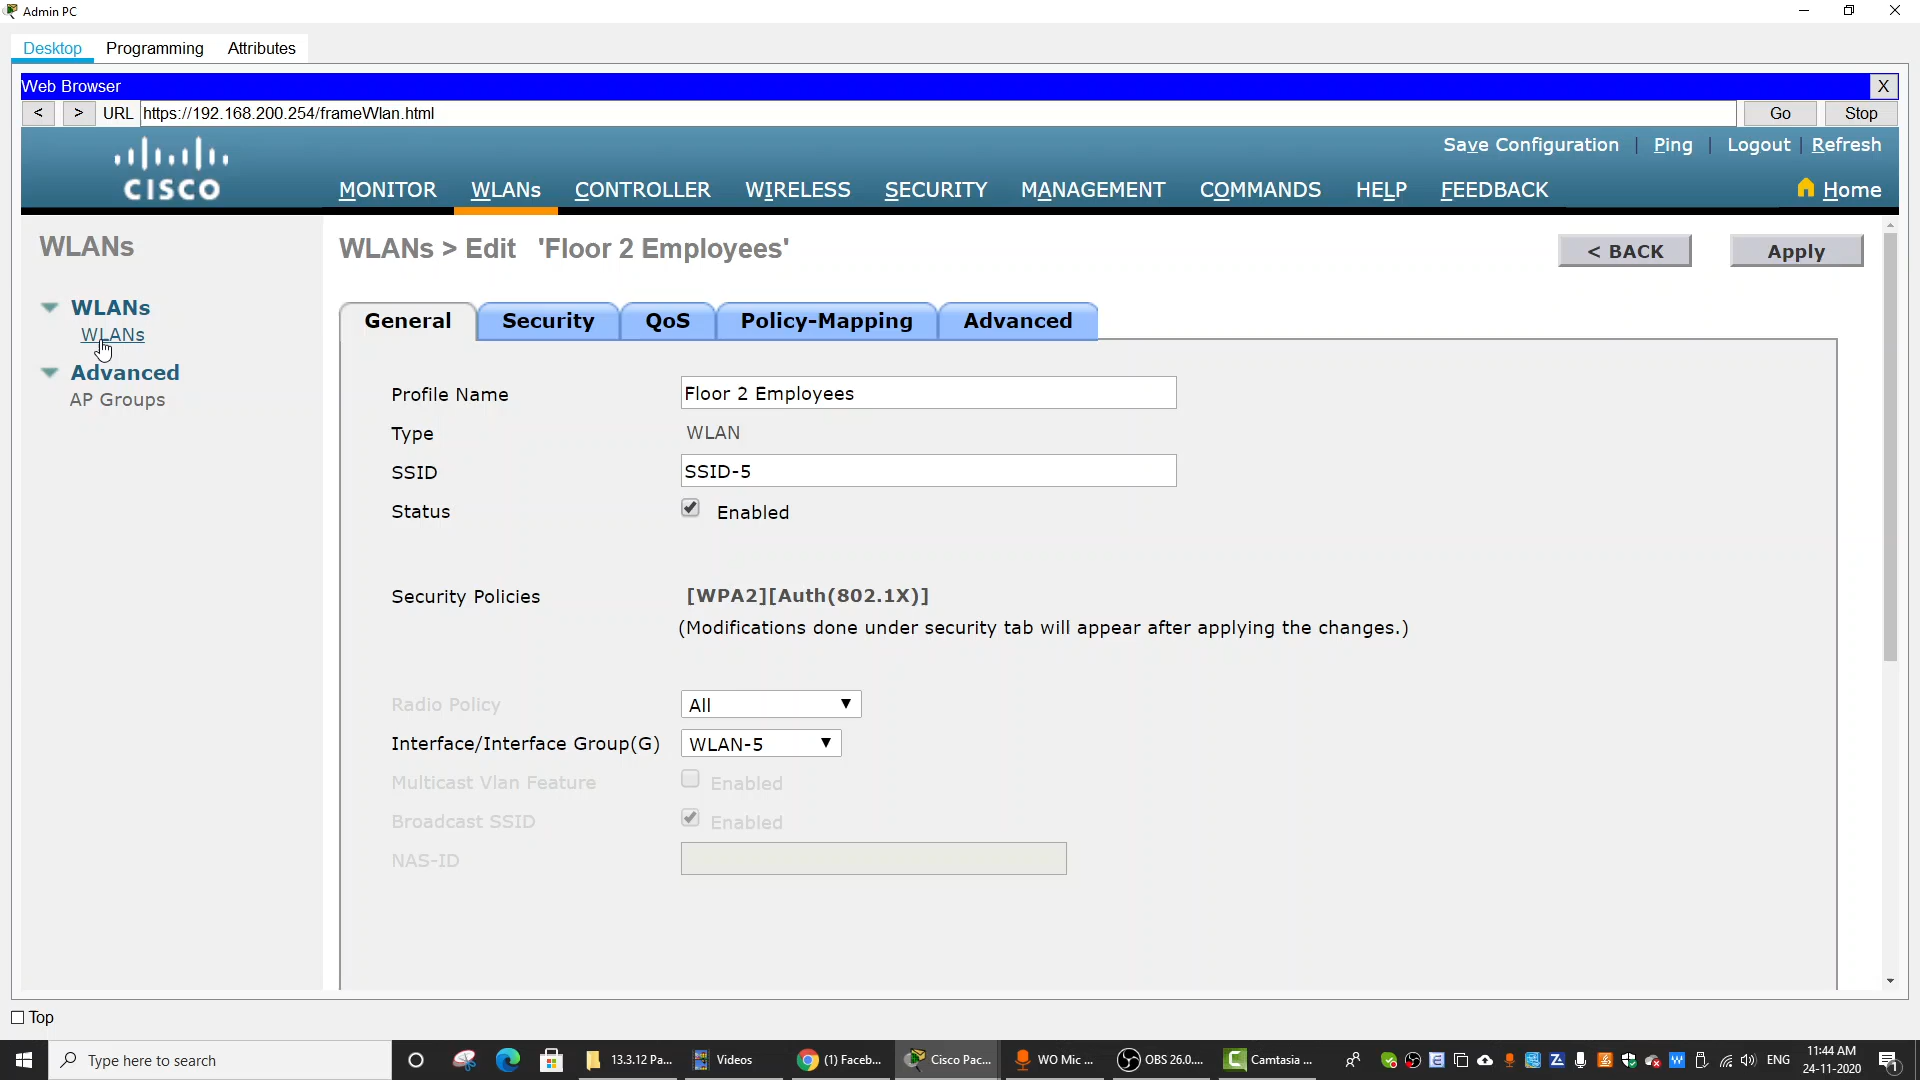 Admin PC
Desktop Programming Attributes
Web Browser X
< > URL https://192.168.200.254/frameWlan.html Go Stop
Save Configuration | Ping | Logout | Refresh
CISCO
MONITOR WLANs CONTROLLER WIRELESS SECURITY MANAGEMENT COMMANDS HELP FEEDBACK Home
WLANs
WLANs
WLANs
Advanced
AP Groups
WLANs > Edit 'Floor 2 Employees' < BACK Apply
General Security QoS Policy-Mapping Advanced
Profile Name Floor 2 Employees
Type WLAN
SSID SSID-5
Status Enabled
Security Policies [WPA2][Auth(802.1X)]
(Modifications done under security tab will appear after applying the changes.)
Radio Policy All
Interface/Interface Group(G) WLAN-5
Multicast Vlan Feature Enabled
Broadcast SSID Enabled
NAS-ID
Top
Type here to search 13.3.12 Pa... Videos (1) Faceb... Cisco Pac... WO Mic ... OBS 26.0.... Camtasia ... ENG 11:44 AM
24-11-2020 1